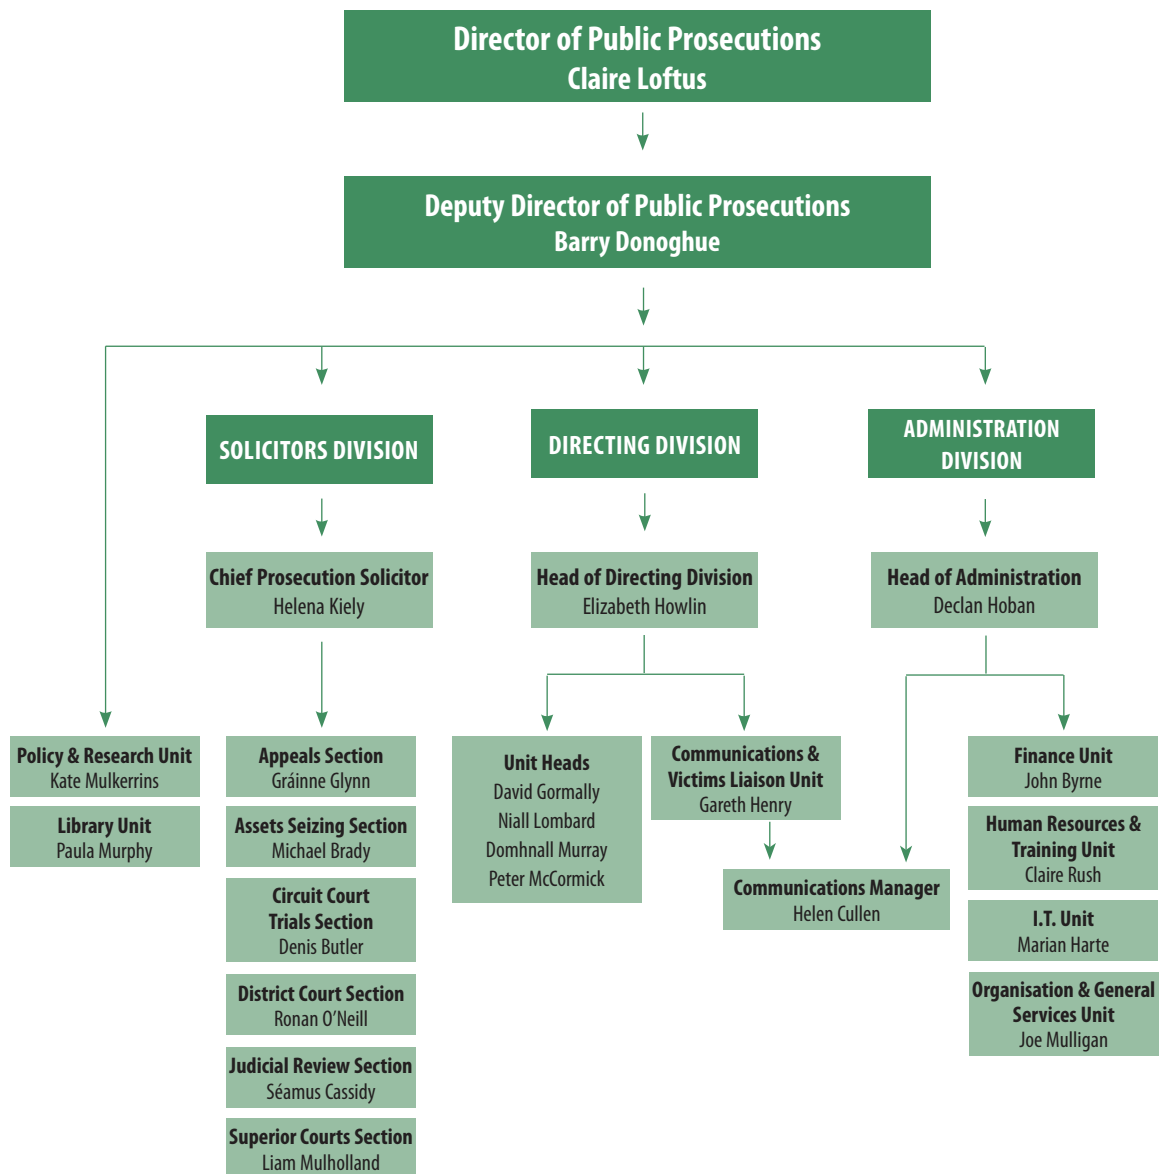 Director of Public Prosecutions
Claire Loftus
Deputy Director of Public Prosecutions
Barry Donoghue
SOLICITORS DIVISION
DIRECTING DIVISION
ADMINISTRATION
DIVISION
Chief Prosecution Solicitor
Helena Kiely
Head of Directing Division
Elizabeth Howlin
Head of Administration
Declan Hoban
Policy & Research Unit
Kate Mulkerrins
Library Unit
Paula Murphy
Appeals Section
Gráinne Glynn
Assets Seizing Section
Michael Brady
Circuit Court
Trials Section
Denis Butler
District Court Section
Ronan O’Neill
Judicial Review Section
Séamus Cassidy
Superior Courts Section
Liam Mulholland
Unit Heads
David Gormally
Niall Lombard
Domhnall Murray
Peter McCormick
Communications &
Victims Liaison Unit
Gareth Henry
Communications Manager
Helen Cullen
Finance Unit
John Byrne
Human Resources &
Training Unit
Claire Rush
I.T. Unit
Marian Harte
Organisation & General
Services Unit
Joe Mulligan